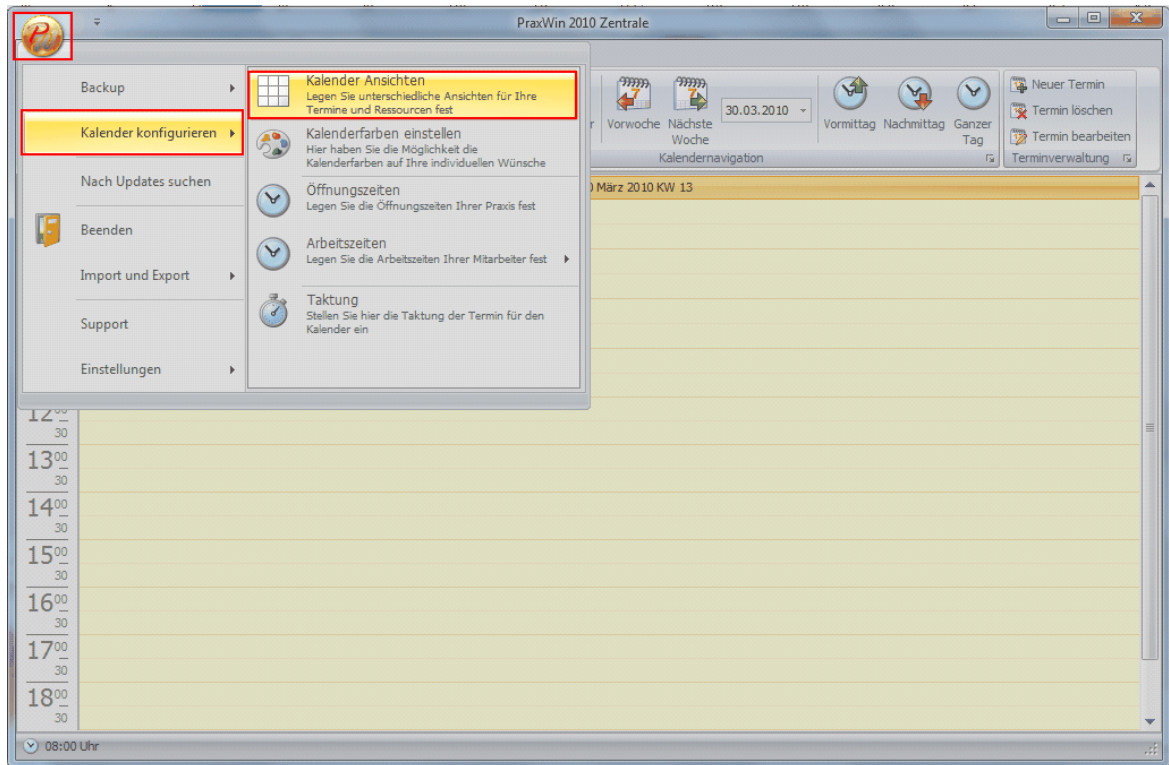 PraxWin 2010 Zentrale
Backup
Kalender konfigurieren
Nach Updates suchen
Beenden
Import und Export
Support
Einstellungen
Kalender Ansichten
Legen Sie unterschiedliche Ansichten für Ihre
Termine und Ressourcen fest
Kalenderfarben einstellen
Hier haben Sie die Möglichkeit die
Kalenderfarben auf Ihre individuellen Wünsche
Öffnungszeiten
Legen Sie die Öffnungszeiten Ihrer Praxis fest
Arbeitszeiten
Legen Sie die Arbeitszeiten Ihrer Mitarbeiter fest
Taktung
Stellen Sie hier die Taktung der Termin für den
Kalender ein
Vorwoche
Nächste
Woche
30.03.2010
Kalendernavigation
Vormittag
Nachmittag
Ganzer
Tag
Neuer Termin
Termin löschen
Termin bearbeiten
Terminverwaltung
März 2010 KW 13
12 00
30
13 00
30
14 00
30
15 00
30
16 00
30
17 00
30
18 00
30
08:00 Uhr